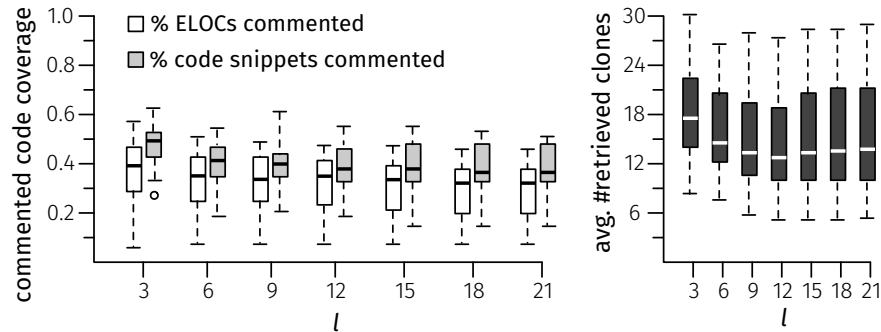 commented code coverage
1.0
0.8
0.6
0.4
0.2
% ELOCs commented
% code snippets commented
3 6 9 12 15 18 21
l
avg. #retrieved clones
30
24
18
12
6
3 6 9 12 15 18 21
l